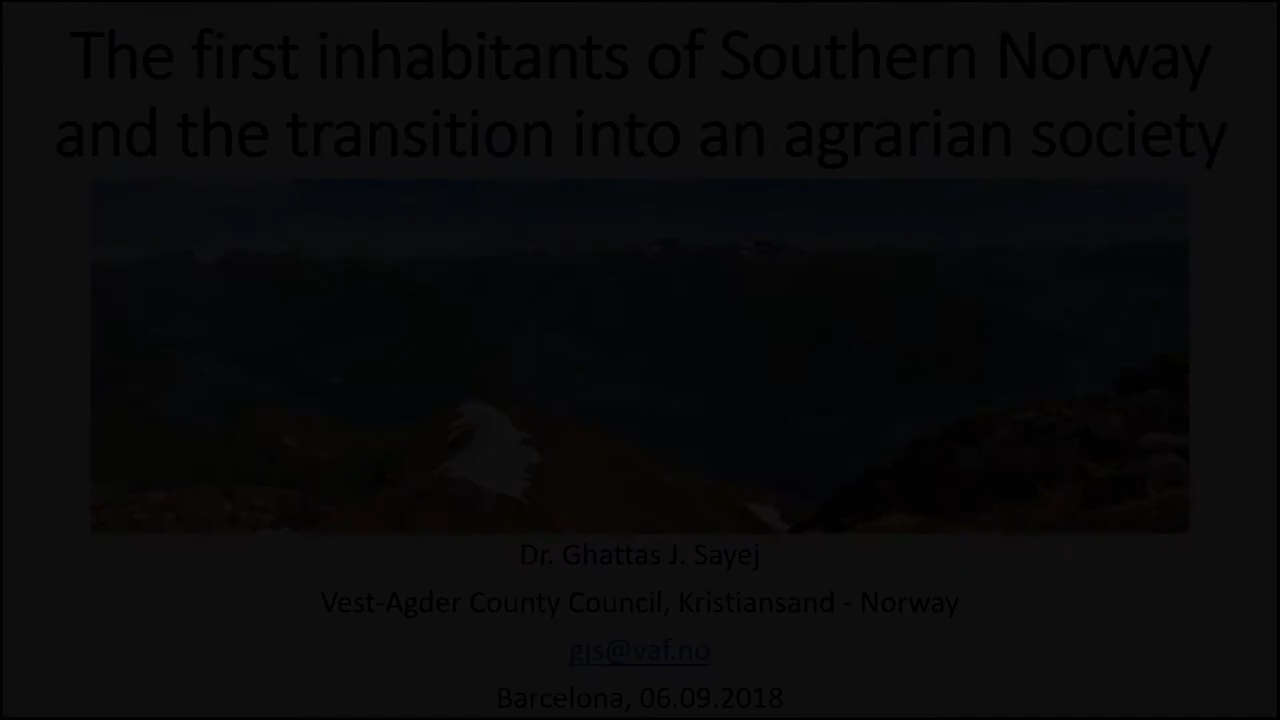 The first inhabitants of Southern Norway
and the transition into an agrarian society
Dr. Ghattas J. Sayej
Vest-Agder County Council, Kristiansand - Norway
gjs@vaf.no
Barcelona, 06.09.2018